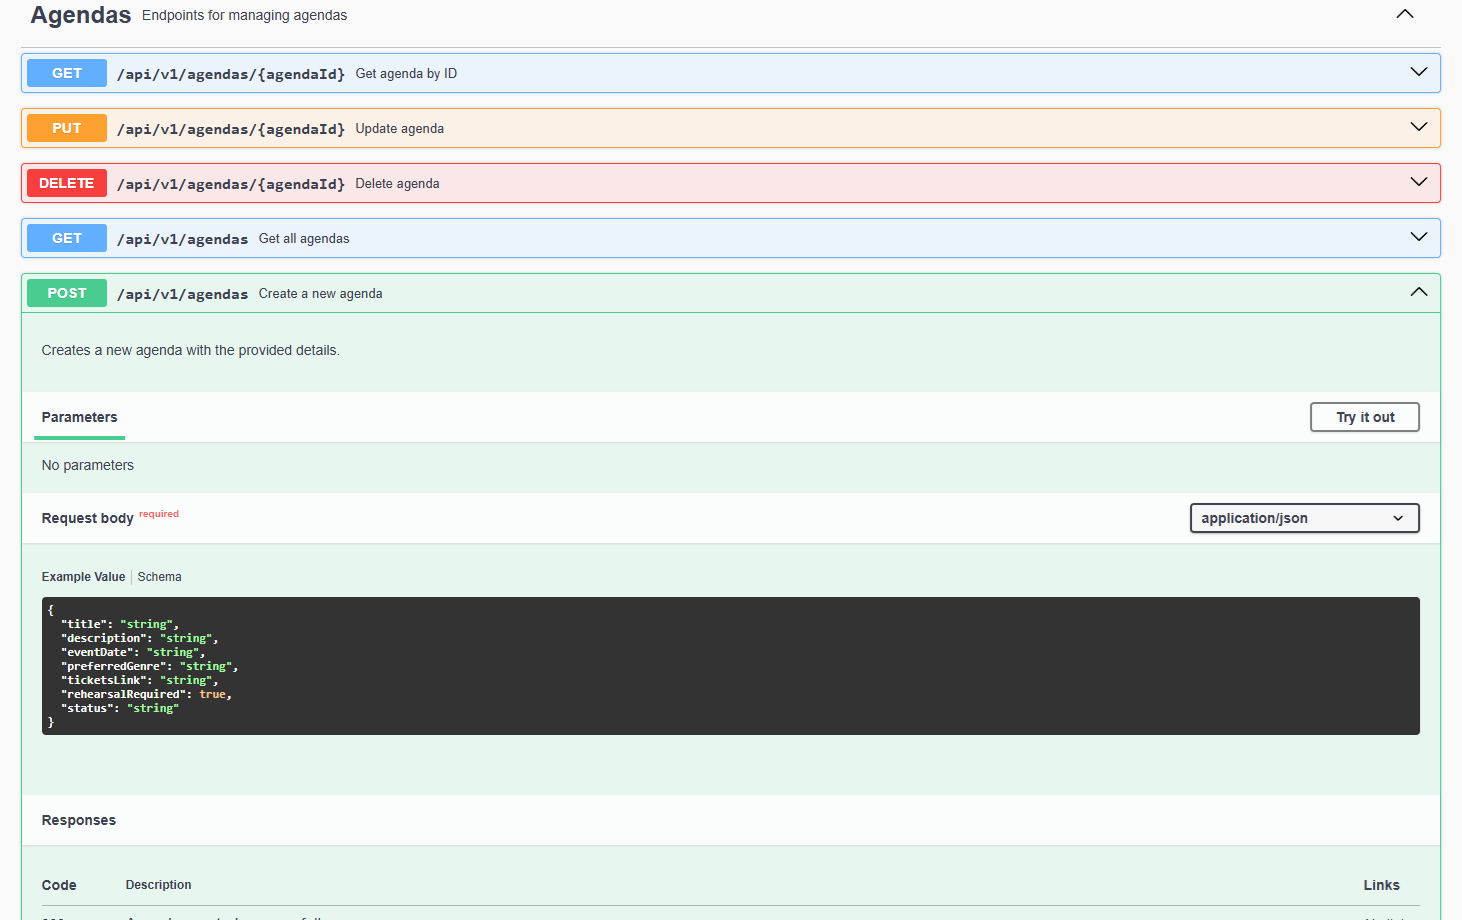 Agendas Endpoints for managing agendas
GET /api/v1/agendas/{agendaId} Get agenda by ID
PUT /api/v1/agendas/{agendaId} Update agenda
DELETE /api/v1/agendas/{agendaId} Delete agenda
GET /api/v1/agendas Get all agendas
POST /api/v1/agendas Create a new agenda
Creates a new agenda with the provided details.
Parameters Try it out
No parameters
Request body required application/json
Example Value Schema
{
"title": "string",
"description": "string",
"eventDate": "string",
"preferredGenre": "string",
"ticketsLink": "string",
"rehearsalRequired": true,
"status": "string"
}
Responses
Code Description Links